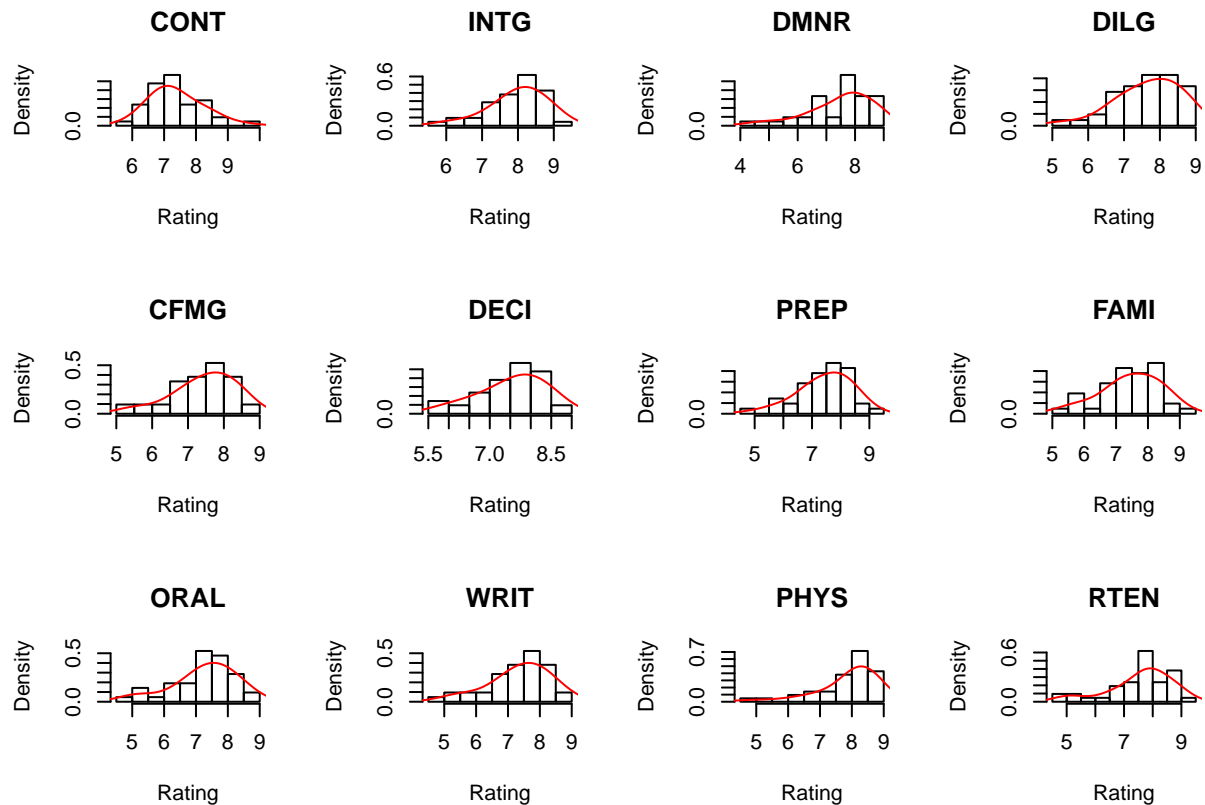 CONT INTG DMNR DILG
Density Density Density Density
0.0 0.0 0.6 0.0 0.0
6 7 8 9 6 7 8 9 4 6 8 5 6 7 8 9
Rating Rating Rating Rating
CFMG DECI PREP FAMI
Density Density Density Density
0.0 0.5 0.0 0.0 0.0
5 6 7 8 9 5.5 7.0 8.5 5 7 9 5 6 7 8 9
Rating Rating Rating Rating
ORAL WRIT PHYS RTEN
Density Density Density Density
0.0 0.5 0.0 0.5 0.0 0.7 0.0 0.6
5 6 7 8 9 5 6 7 8 9 5 6 7 8 9 5 7 9
Rating Rating Rating Rating